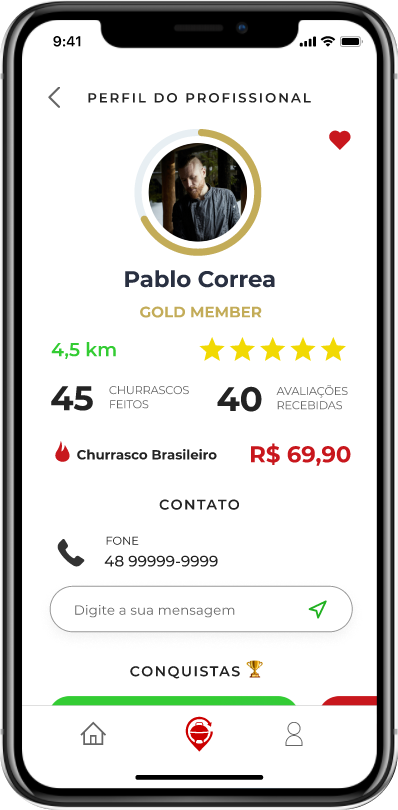 9:41
PERFIL DO PROFISSIONAL
Pablo Correa
GOLD MEMBER
4,5 km
45 CHURRASCOS FEITOS
40 AVALIAÇÕES RECEBIDAS
Churrasco Brasileiro R$ 69,90
CONTATO
FONE
48 99999-9999
Digite a sua mensagem
CONQUISTAS